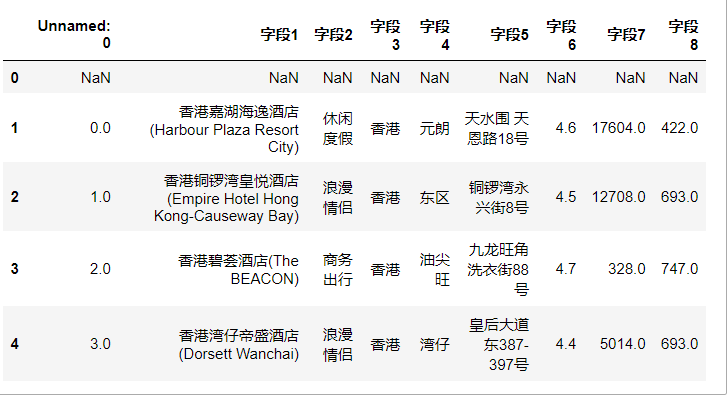 Unnamed: 0 字段1 字段2 字段3 字段4 字段5 字段6 字段7 字段8
0 NaN NaN NaN NaN NaN NaN NaN NaN NaN
1 0.0 香港嘉湖海逸酒店(Harbour Plaza Resort City) 休闲度假 香港 元朗 天水围 天恩路18号 4.6 17604.0 422.0
2 1.0 香港铜锣湾皇悦酒店(Empire Hotel Hong Kong-Causeway Bay) 浪漫情侣 香港 东区 铜锣湾永兴街8号 4.5 12708.0 693.0
3 2.0 香港碧荟酒店(The BEACON) 商务出行 香港 油尖旺 九龙旺角洗衣街88号 4.7 328.0 747.0
4 3.0 香港湾仔帝盛酒店(Dorsett Wanchai) 浪漫情侣 香港 湾仔 皇后大道东387-397号 4.4 5014.0 693.0